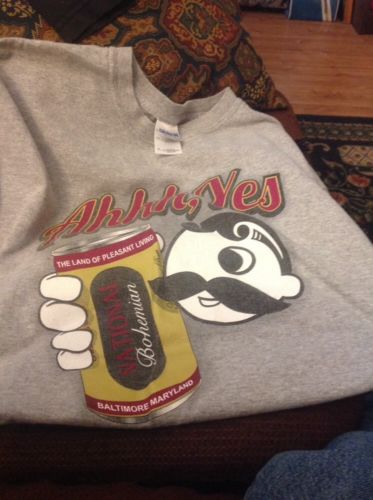 Ahhh, Yes
THE LAND OF PLEASANT LIVING
NATIONAL
Bohemian
BALTIMORE MARYLAND